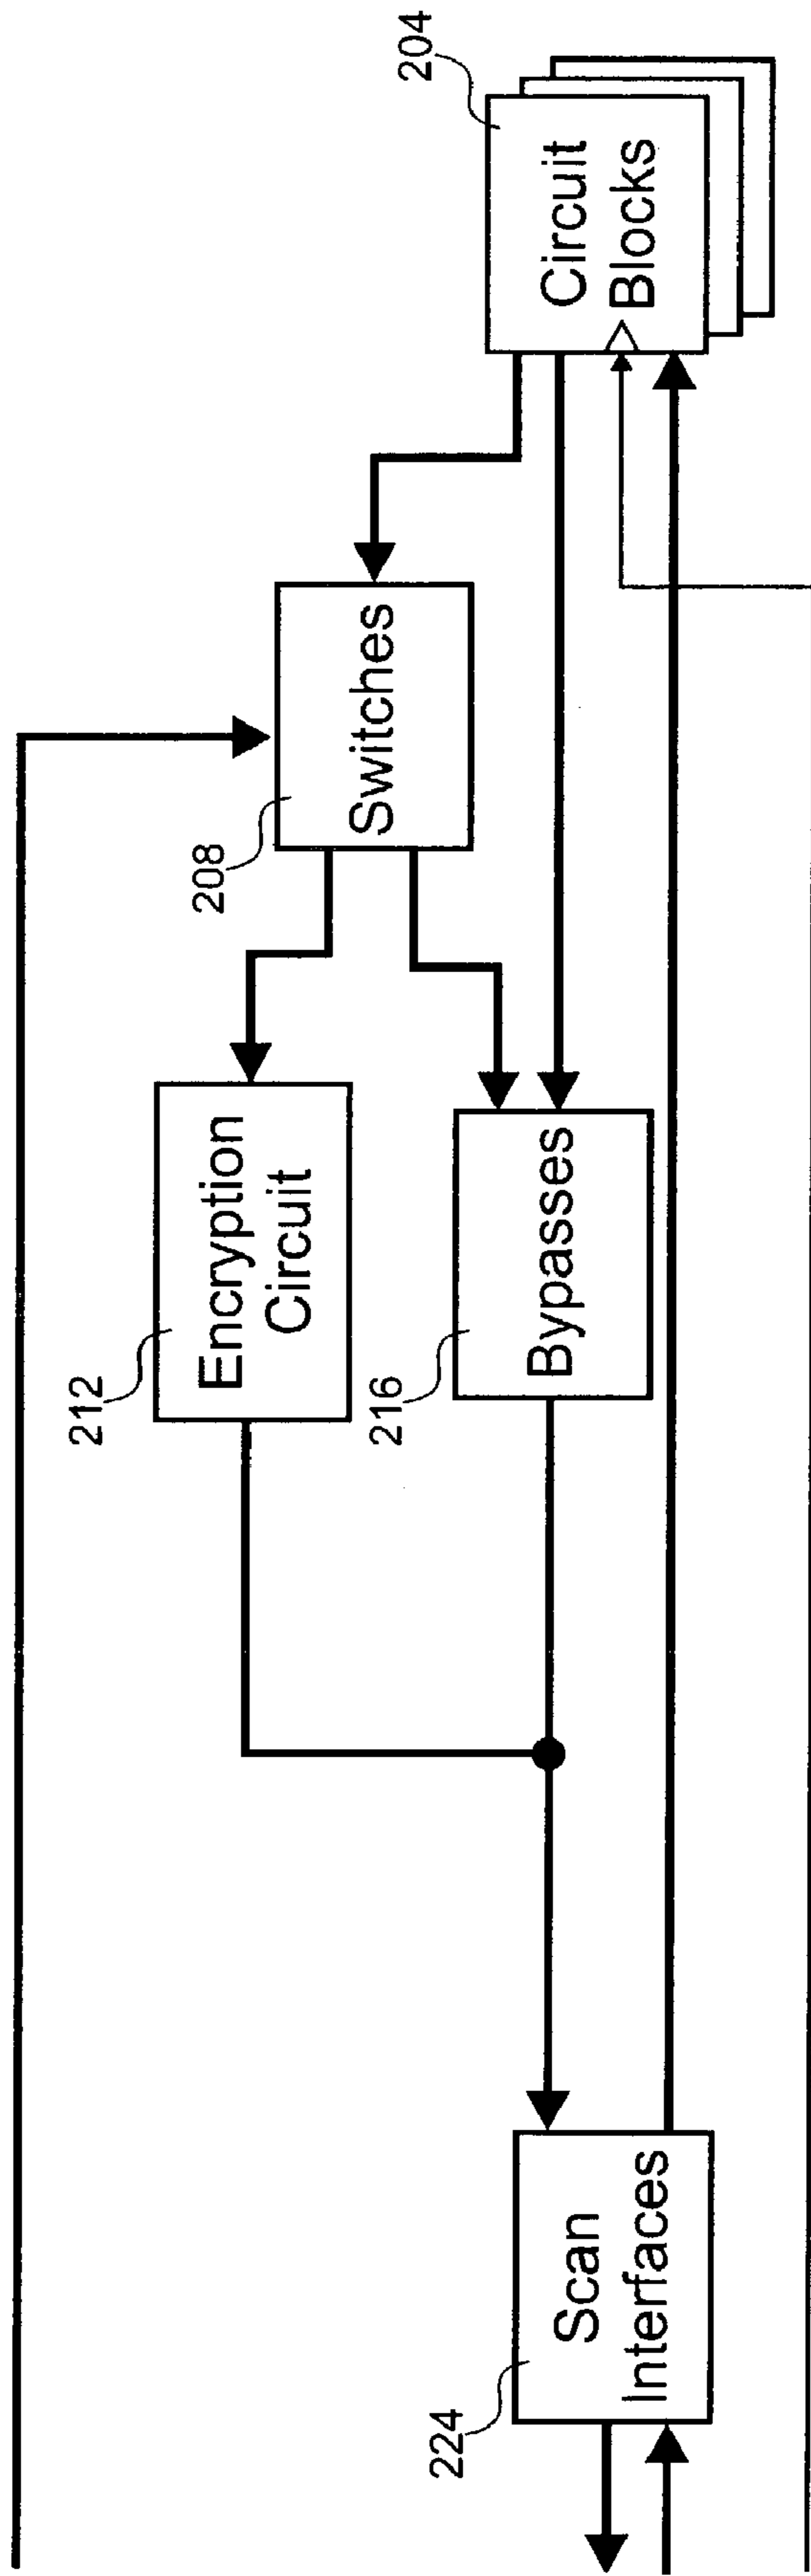 204
Circuit
Blocks
208
Switches
212
Encryption
Circuit
216
Bypasses
224
Scan
Interfaces